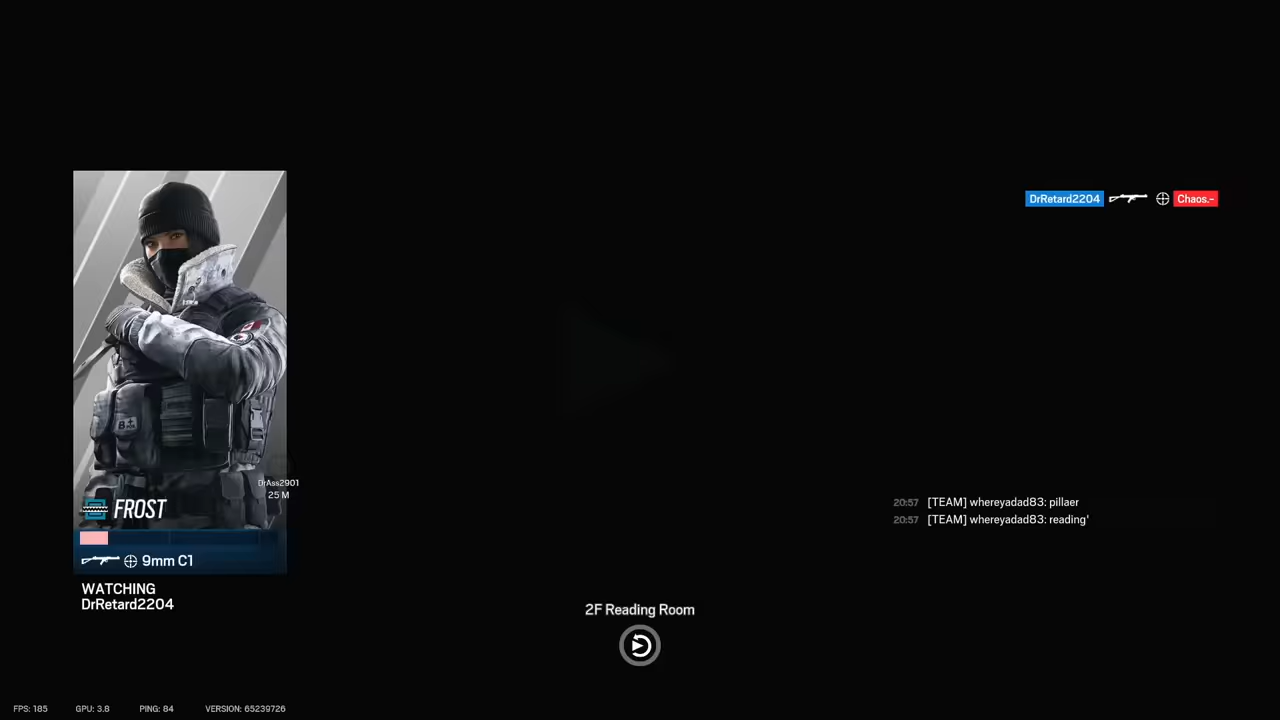 DrRetard2204 Chaos.-
DrAss2901
25 M
FROST
9mm C1
WATCHING
DrRetard2204
20:57 [TEAM] whereyadad83: pillaer
20:57 [TEAM] whereyadad83: reading'
2F Reading Room
FPS: 185 GPU: 3.8 PING: 84 VERSION: 65239726